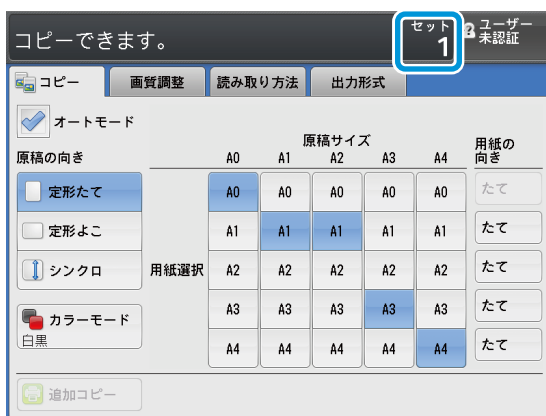 コピーできます。
セット
1
ユーザー
未認証
コピー 画質調整 読み取り方法 出力形式
オートモード
原稿の向き
原稿サイズ
用紙の
向き
A0 A1 A2 A3 A4
定形たて
A0 A0 A0 A0 A0 たて
定形よこ
A1 A1 A1 A1 A1 たて
シンクロ
用紙選択
A2 A2 A2 A2 A2 たて
カラーモード
白黒
A3 A3 A3 A3 A3 たて
A4 A4 A4 A4 A4 たて
追加コピー